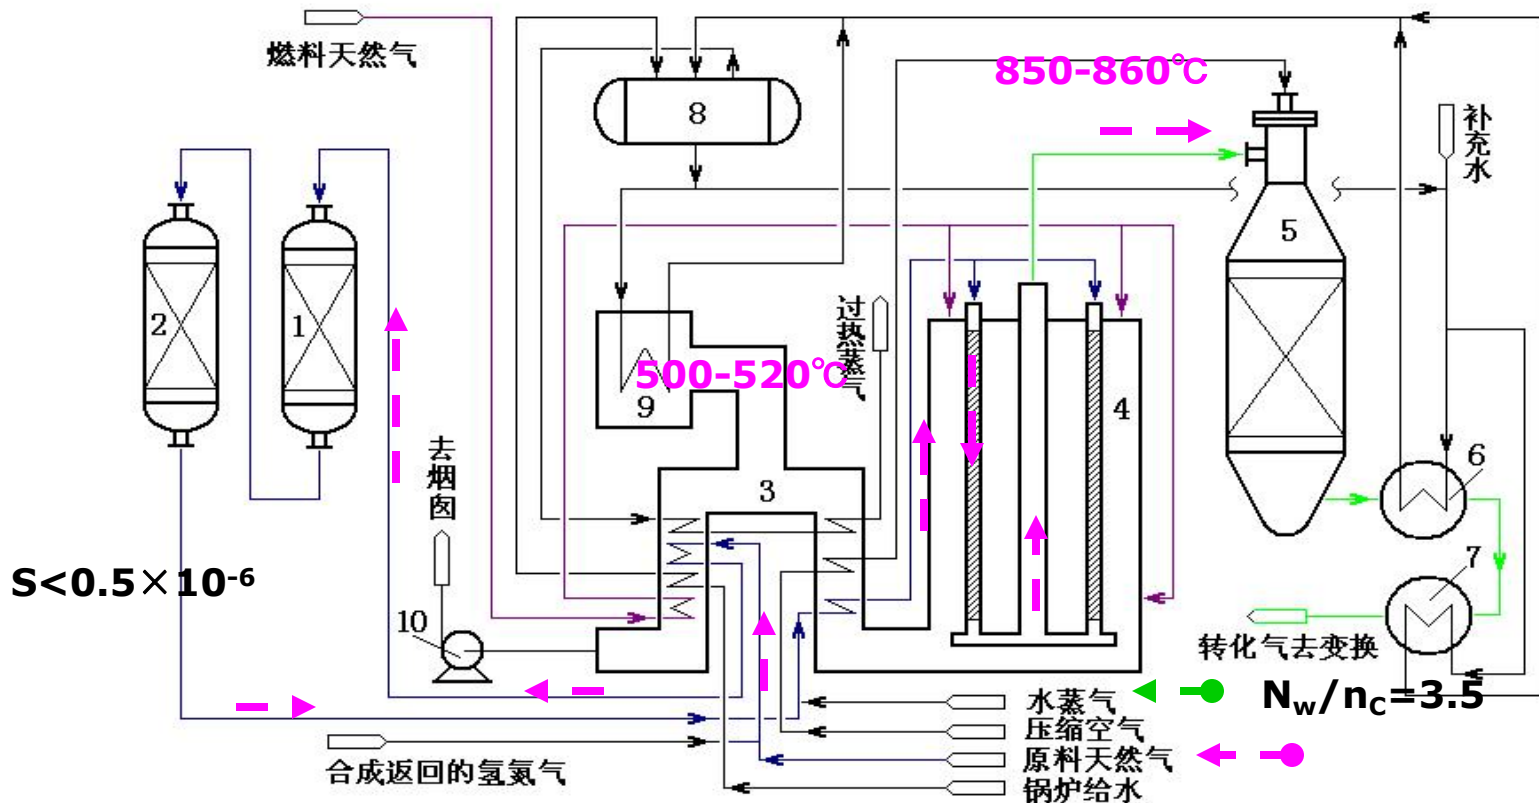 燃料天然气
850-860℃
8
补充水
5
2
1
过热蒸气
500-520℃
9
4
去烟囱
3
6
S<0.5×10⁻⁶
7
10
转化气去变换
水蒸气
N_w/n_C=3.5
压缩空气
合成返回的氢氮气
原料天然气
锅炉给水